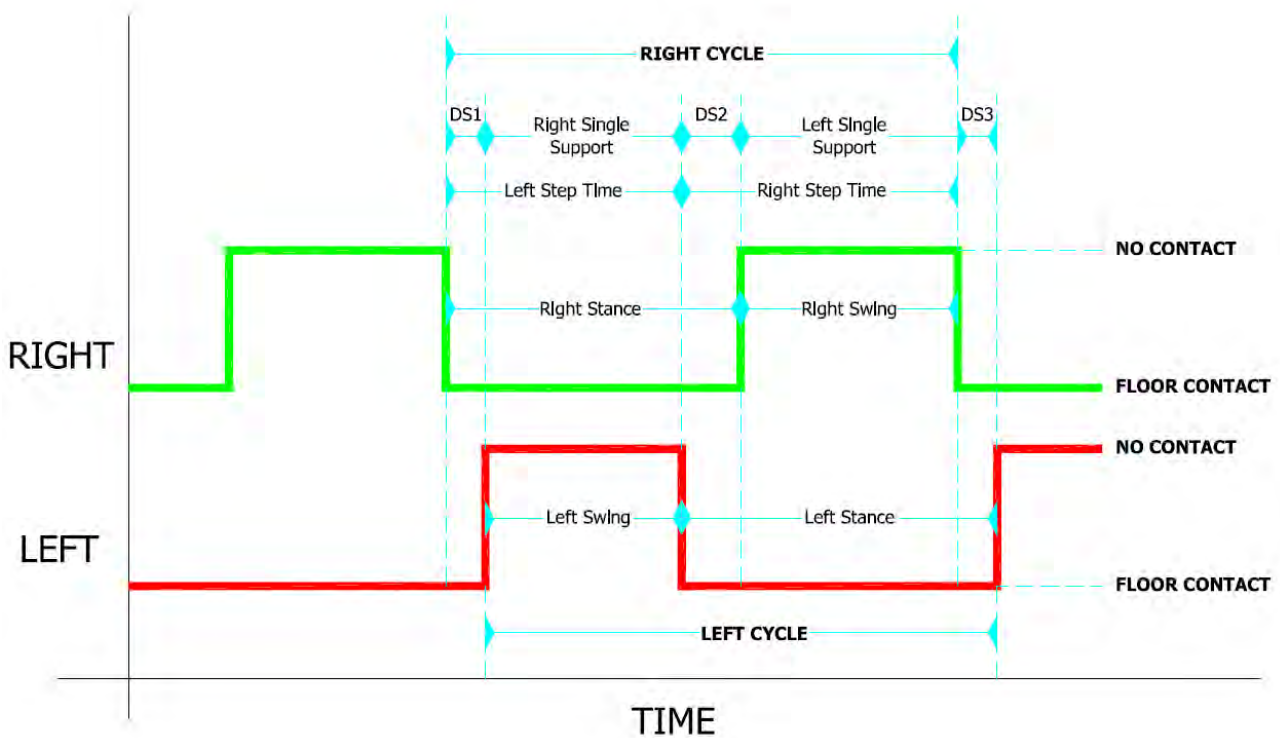 RIGHT CYCLE
DS1
Right Single
Support
DS2
Left Single
Support
DS3
Left Step Time
Right Step Time
NO CONTACT
Right Stance
Right Swing
RIGHT
FLOOR CONTACT
NO CONTACT
Left Swing
Left Stance
LEFT
FLOOR CONTACT
LEFT CYCLE
TIME